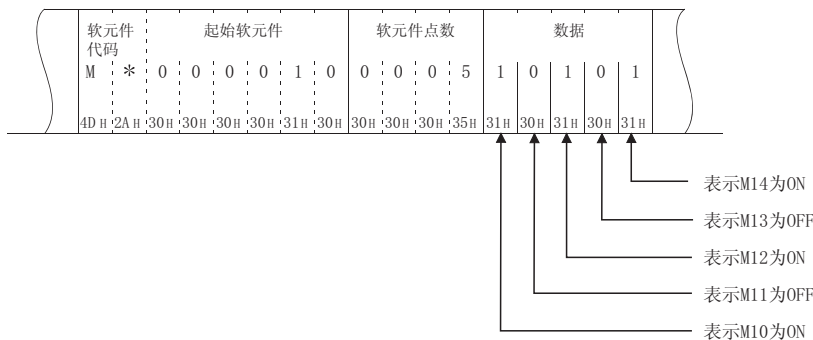 软元件
代码
起始软元件
软元件点数
数据
M * 0 0 0 0 1 0 0 0 0 5 1 0 1 0 1
4DH 2AH 30H 30H 30H 30H 31H 30H 30H 30H 30H 35H 31H 30H 31H 30H 31H
表示M14为ON
表示M13为OFF
表示M12为ON
表示M11为OFF
表示M10为ON